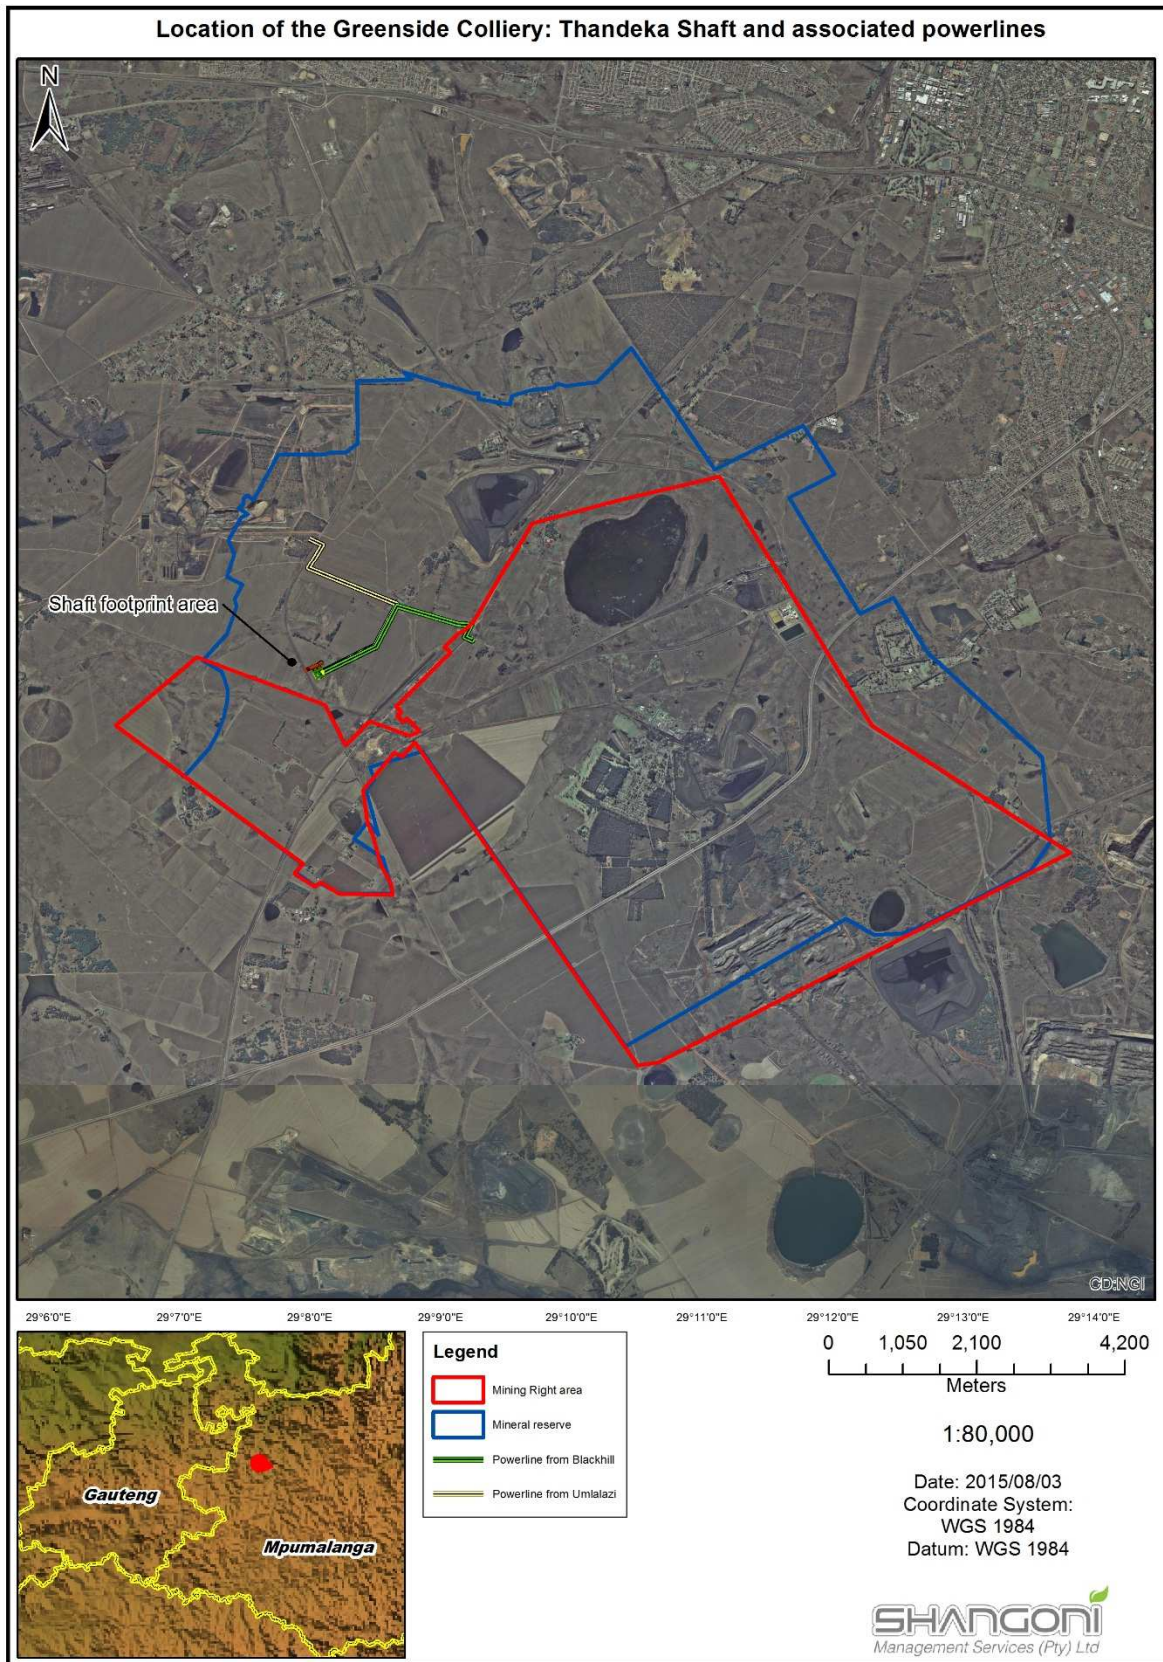 Location of the Greenside Colliery: Thandeka Shaft and associated powerlines
N
Shaft footprint area
CD:NGI
29°6'0"E 29°7'0"E 29°8'0"E 29°9'0"E 29°10'0"E 29°11'0"E 29°12'0"E 29°13'0"E 29°14'0"E
Gauteng
Mpumalanga
Legend
Mining Right area
Mineral reserve
Powerline from Blackhill
Powerline from Umlalazi
0 1,050 2,100 4,200
Meters
1:80,000
Date: 2015/08/03
Coordinate System:
WGS 1984
Datum: WGS 1984
SHANGONI
Management Services (Pty) Ltd